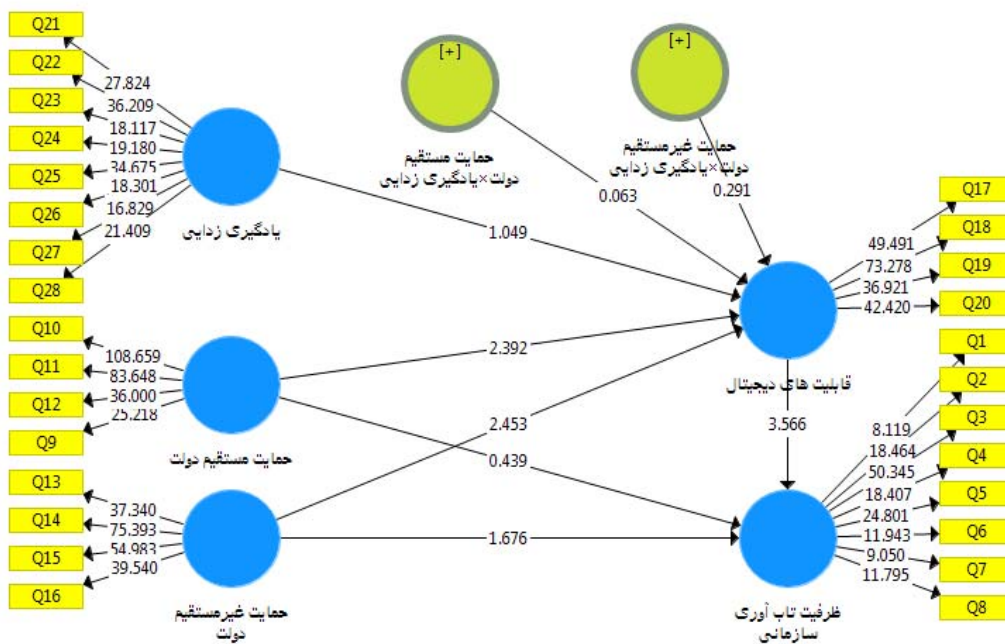 Q21
Q22
Q23
Q24
Q25
Q26
Q27
Q28
27.824
36.209
18.117
19.180
34.675
18.301
16.829
21.409
یادگیری زدایی
[+]
حمایت مستقیم
دولت×یادگیری زدایی
0.063
[+]
حمایت غیرمستقیم
دولت×یادگیری زدایی
0.291
1.049
Q10
Q11
Q12
Q9
108.659
83.648
36.000
25.218
حمایت مستقیم دولت
2.392
0.439
Q13
Q14
Q15
Q16
37.340
75.393
54.983
39.540
حمایت غیرمستقیم
دولت
2.453
1.676
Q17
Q18
Q19
Q20
49.491
73.278
36.921
42.420
قابلیت های دیجیتال
3.566
Q1
Q2
Q3
Q4
Q5
Q6
Q7
Q8
8.119
18.464
50.345
18.407
24.801
11.943
9.050
11.795
ظرفیت تاب آوری
سازمانی